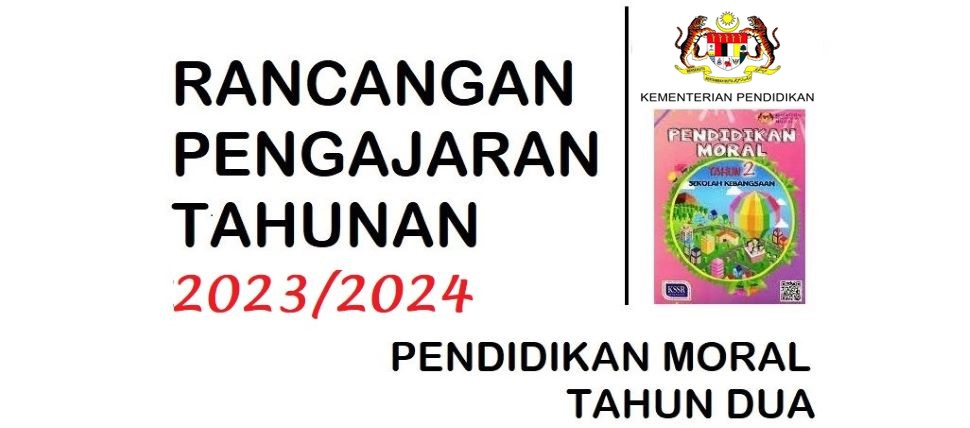 RANCANGAN
PENGAJARAN
TAHUNAN
2023/2024
KEMENTERIAN PENDIDIKAN
PENDIDIKAN
MORAL
TAHUN 2
SEKOLAH KEBANGSAAN
KSSR
PENDIDIKAN MORAL
TAHUN DUA